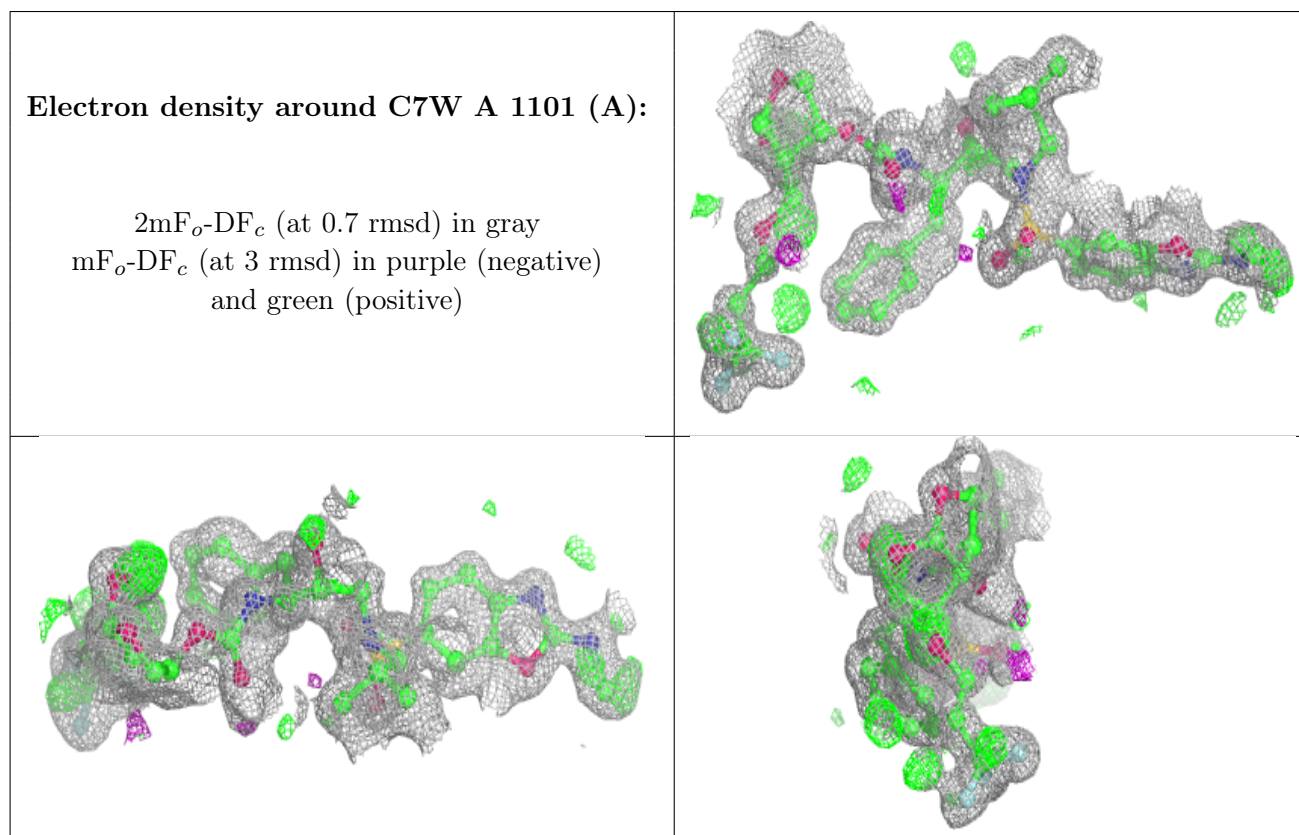 Electron density around C7W A 1101 (A):
2mFₒ-DF𝒸 (at 0.7 rmsd) in gray
mFₒ-DF𝒸 (at 3 rmsd) in purple (negative)
and green (positive)